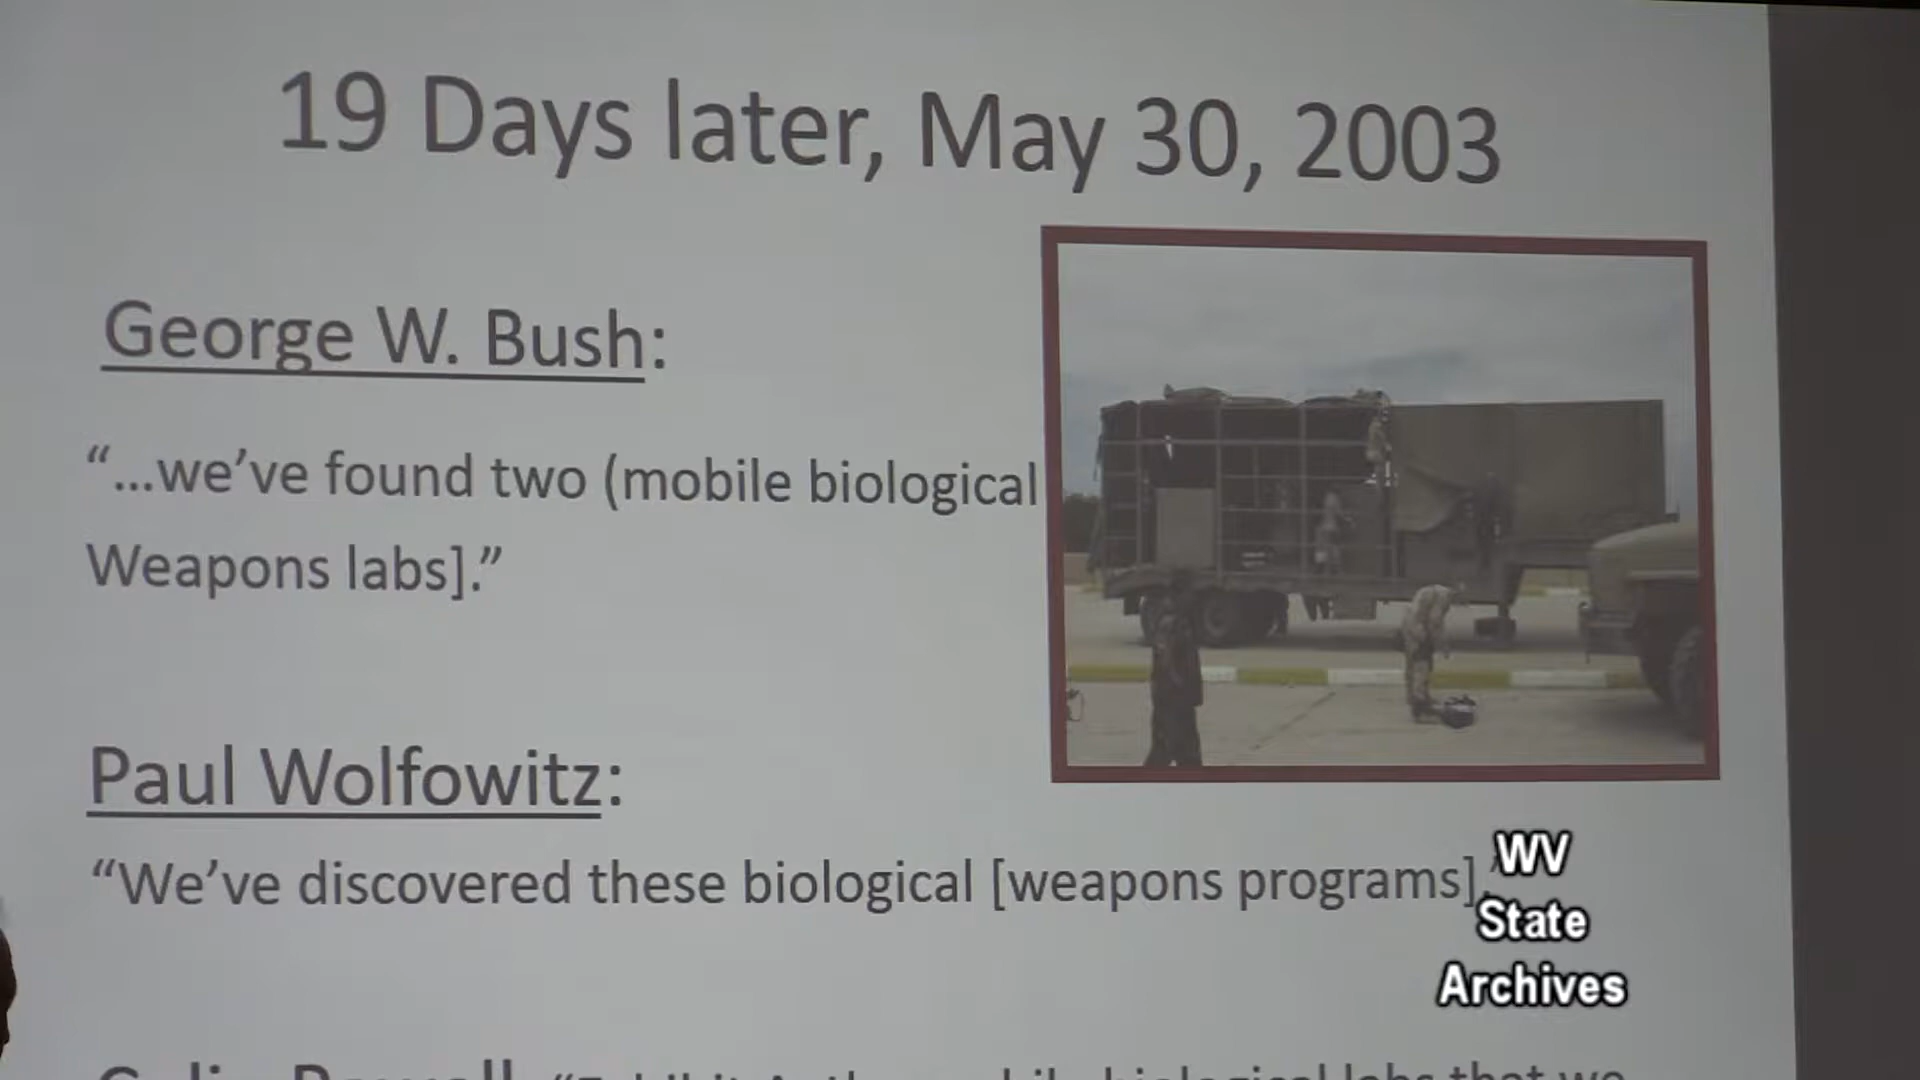 19 Days later, May 30, 2003
George W. Bush:
“...we’ve found two (mobile biological
Weapons labs].”
Paul Wolfowitz:
“We’ve discovered these biological [weapons programs].”
WV
State
Archives